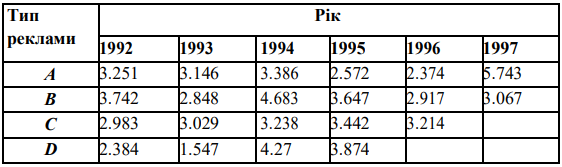 Тип рекламы Рік
1992 1993 1994 1995 1996 1997
A 3.251 3.146 3.386 2.572 2.374 5.743
B 3.742 2.848 4.683 3.647 2.917 3.067
C 2.983 3.029 3.238 3.442 3.214
D 2.384 1.547 4.27 3.874